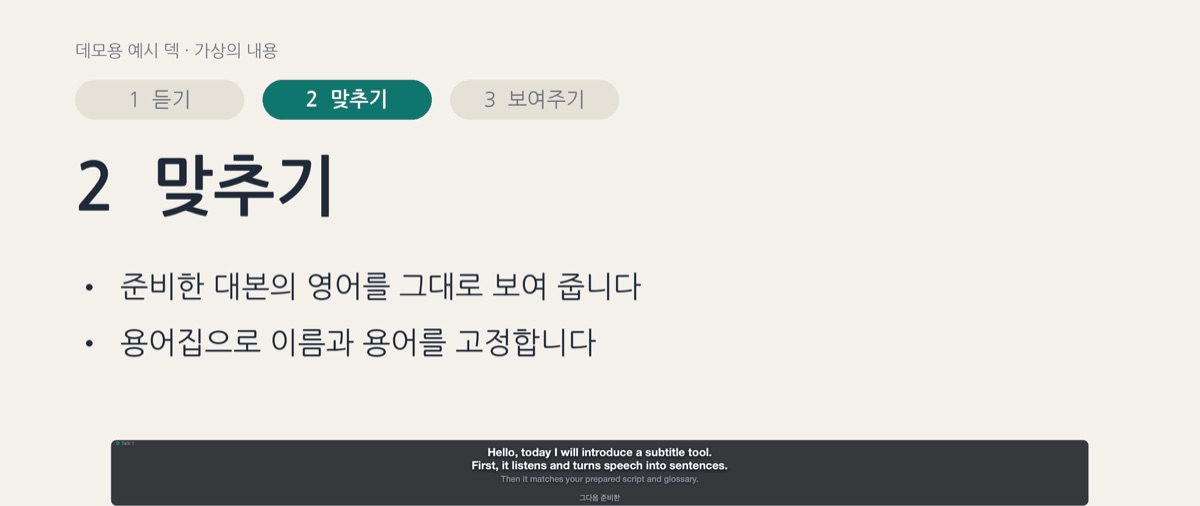 데모용 예시 덱 · 가상의 내용
1 듣기
2 맞추기
3 보여주기
2 맞추기
• 준비한 대본의 영어를 그대로 보여 줍니다
• 용어집으로 이름과 용어를 고정합니다
Hello, today I will introduce a subtitle tool.
First, it listens and turns speech into sentences.
Then it matches your prepared script and glossary.
그다음 준비한